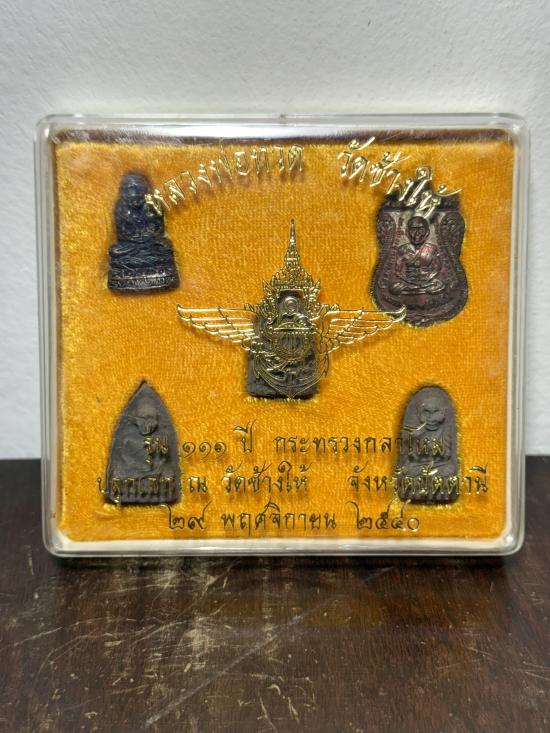 หลวงพ่อทวด วัดช้างให้
รุ่น ๑๑๑ ปี กระทรวงกลาโหม
ปลุกเสก ณ วัดช้างให้ จังหวัดปัตตานี
๒๙ พฤศจิกายน ๒๕๔๐